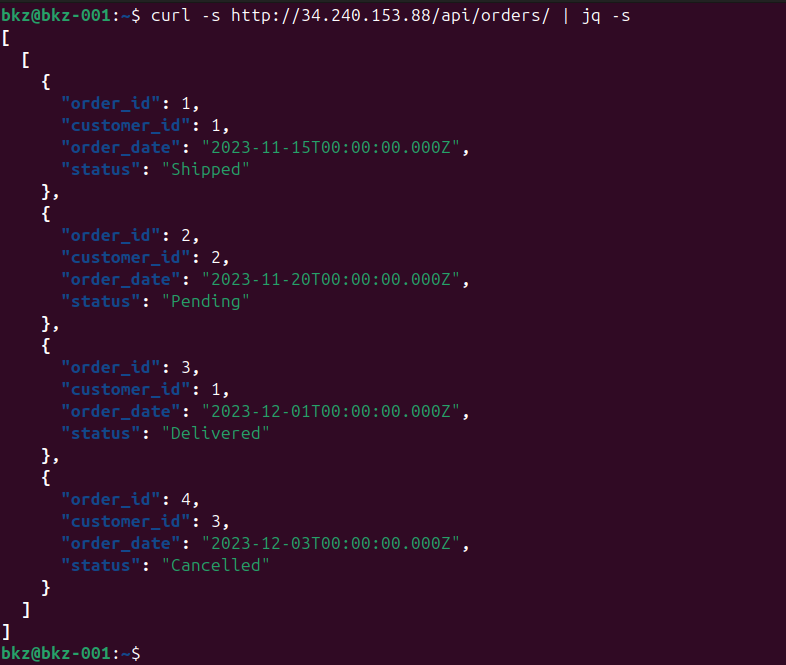 bkz@bkz-001:~$ curl -s http://34.240.153.88/api/orders/ | jq -s
[
  [
    {
      "order_id": 1,
      "customer_id": 1,
      "order_date": "2023-11-15T00:00:00.000Z",
      "status": "Shipped"
    },
    {
      "order_id": 2,
      "customer_id": 2,
      "order_date": "2023-11-20T00:00:00.000Z",
      "status": "Pending"
    },
    {
      "order_id": 3,
      "customer_id": 1,
      "order_date": "2023-12-01T00:00:00.000Z",
      "status": "Delivered"
    },
    {
      "order_id": 4,
      "customer_id": 3,
      "order_date": "2023-12-03T00:00:00.000Z",
      "status": "Cancelled"
    }
  ]
]
bkz@bkz-001:~$